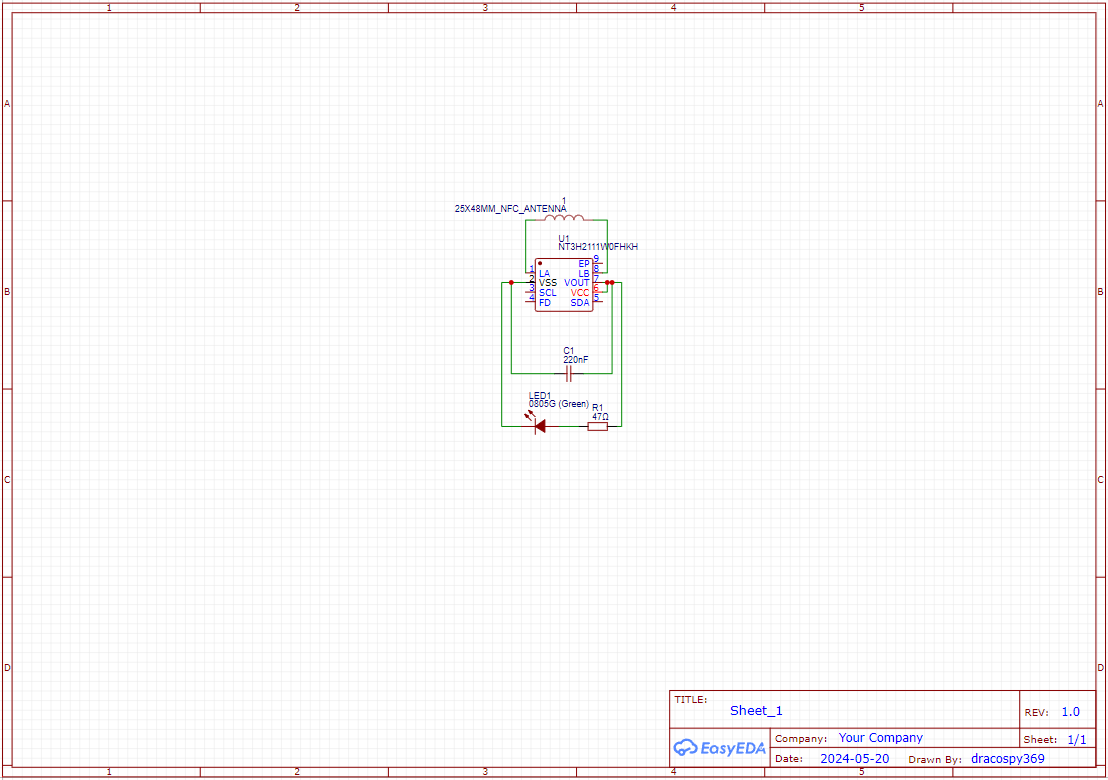 1 2 3 4 5
A A
1
25X48MM_NFC_ANTENNA
U1
NT3H2111W0FHKH
EP 9
1 LA LB 8
2 VSS VOUT 7
B 3 SCL VCC 6 B
4 FD SDA 5
C1
220nF
LED1
0805G (Green)
R1
47Ω
C C
D D
TITLE:
Sheet_1
REV: 1.0
EasyEDA
Company: Your Company
Sheet: 1/1
Date: 2024-05-20 Drawn By: dracospy369
1 2 3 4 5